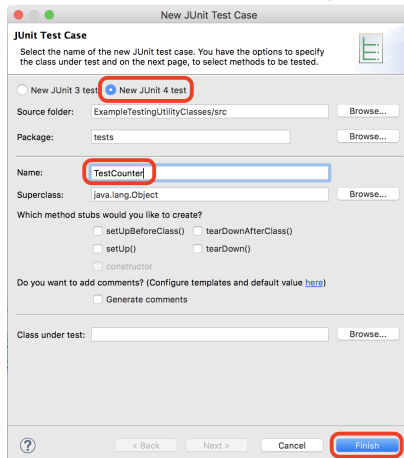 New JUnit Test Case
JUnit Test Case
Select the name of the new JUnit test case. You have the options to specify
the class under test and on the next page, to select methods to be tested.
New JUnit 3 test New JUnit 4 test
Source folder: ExampleTestingUtilityClasses/src Browse...
Package: tests Browse...
Name: TestCounter
Superclass: java.lang.Object Browse...
Which method stubs would you like to create?
setUpBeforeClass() tearDownAfterClass()
setUp() tearDown()
constructor
Do you want to add comments? (Configure templates and default value here)
Generate comments
Class under test: Browse...
? < Back Next > Cancel Finish